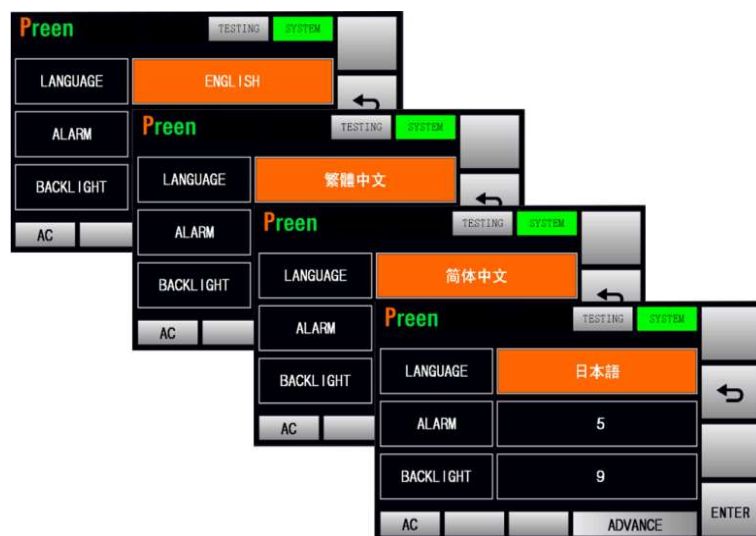 Preen TESTING SYSTEM
LANGUAGE ENGLISH
ALARM
BACKLIGHT
AC
Preen TESTING SYSTEM
LANGUAGE 繁體中文
ALARM
BACKLIGHT
AC
Preen TESTING SYSTEM
LANGUAGE 简体中文
ALARM
BACKLIGHT
AC
Preen TESTING SYSTEM
LANGUAGE 日本語
ALARM 5
BACKLIGHT 9
AC ADVANCE ENTER